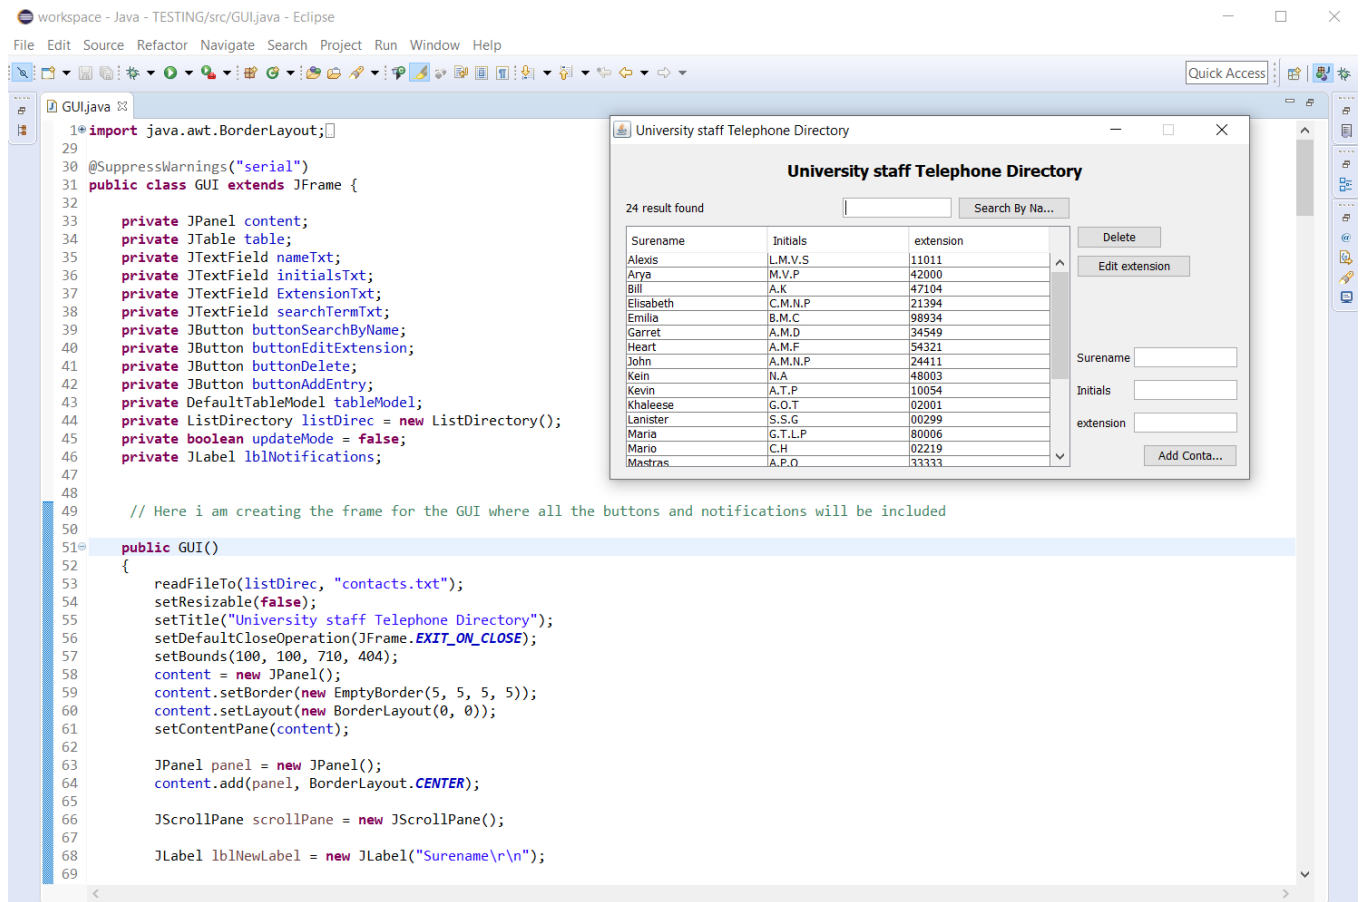 workspace - Java - TESTING/src/GUI.java - Eclipse
File Edit Source Refactor Navigate Search Project Run Window Help
Quick Access
GUI.java
1 import java.awt.BorderLayout;
29
30 @SuppressWarnings("serial")
31 public class GUI extends JFrame {
32
33 private JPanel content;
34 private JTable table;
35 private JTextField nameTxt;
36 private JTextField initialsTxt;
37 private JTextField ExtensionTxt;
38 private JTextField searchTermTxt;
39 private JButton buttonSearchByName;
40 private JButton buttonEditExtension;
41 private JButton buttonDelete;
42 private JButton buttonAddEntry;
43 private DefaultTableModel tableModel;
44 private ListDirectory listDirec = new ListDirectory();
45 private boolean updateMode = false;
46 private JLabel lblNotifications;
47
48
49 // Here i am creating the frame for the GUI where all the buttons and notifications will be included
50
51 public GUI()
52 {
53 readFileTo(listDirec, "contacts.txt");
54 setResizable(false);
55 setTitle("University staff Telephone Directory");
56 setDefaultCloseOperation(JFrame.EXIT_ON_CLOSE);
57 setBounds(100, 100, 710, 404);
58 content = new JPanel();
59 content.setBorder(new EmptyBorder(5, 5, 5, 5));
60 content.setLayout(new BorderLayout(0, 0));
61 setContentPane(content);
62
63 JPanel panel = new JPanel();
64 content.add(panel, BorderLayout.CENTER);
65
66 JScrollPane scrollPane = new JScrollPane();
67
68 JLabel lblNewLabel = new JLabel("Surename\r\n");
69
University staff Telephone Directory
University staff Telephone Directory
24 result found Search By Na...
Surename Initials extension
Alexis L.M.V.S 11011
Arya M.V.P 42000
Bill A.K 47104
Elisabeth C.M.N.P 21394
Emilia B.M.C 98934
Garret A.M.D 34549
Heart A.M.F 54321
John A.M.N.P 24411
Kein N.A 48003
Kevin A.T.P 10054
Khaleese G.O.T 02001
Lanister S.S.G 00299
Maria G.T.L.P 80006
Mario C.H 02219
Mastras A.P.O 33333
Delete
Edit extension
Surename
Initials
extension
Add Conta...